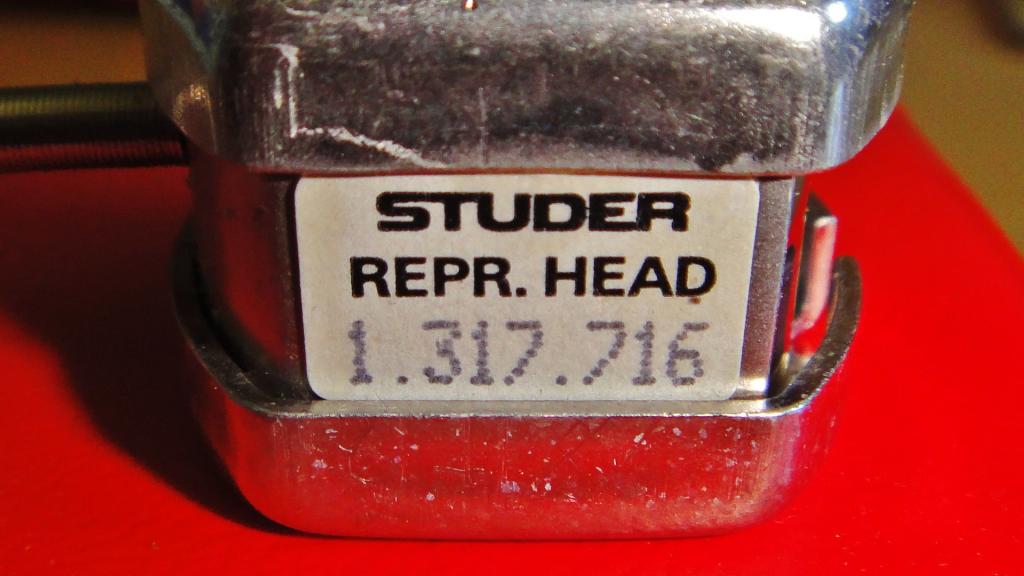 STUDER
REPR. HEAD
1.317.716